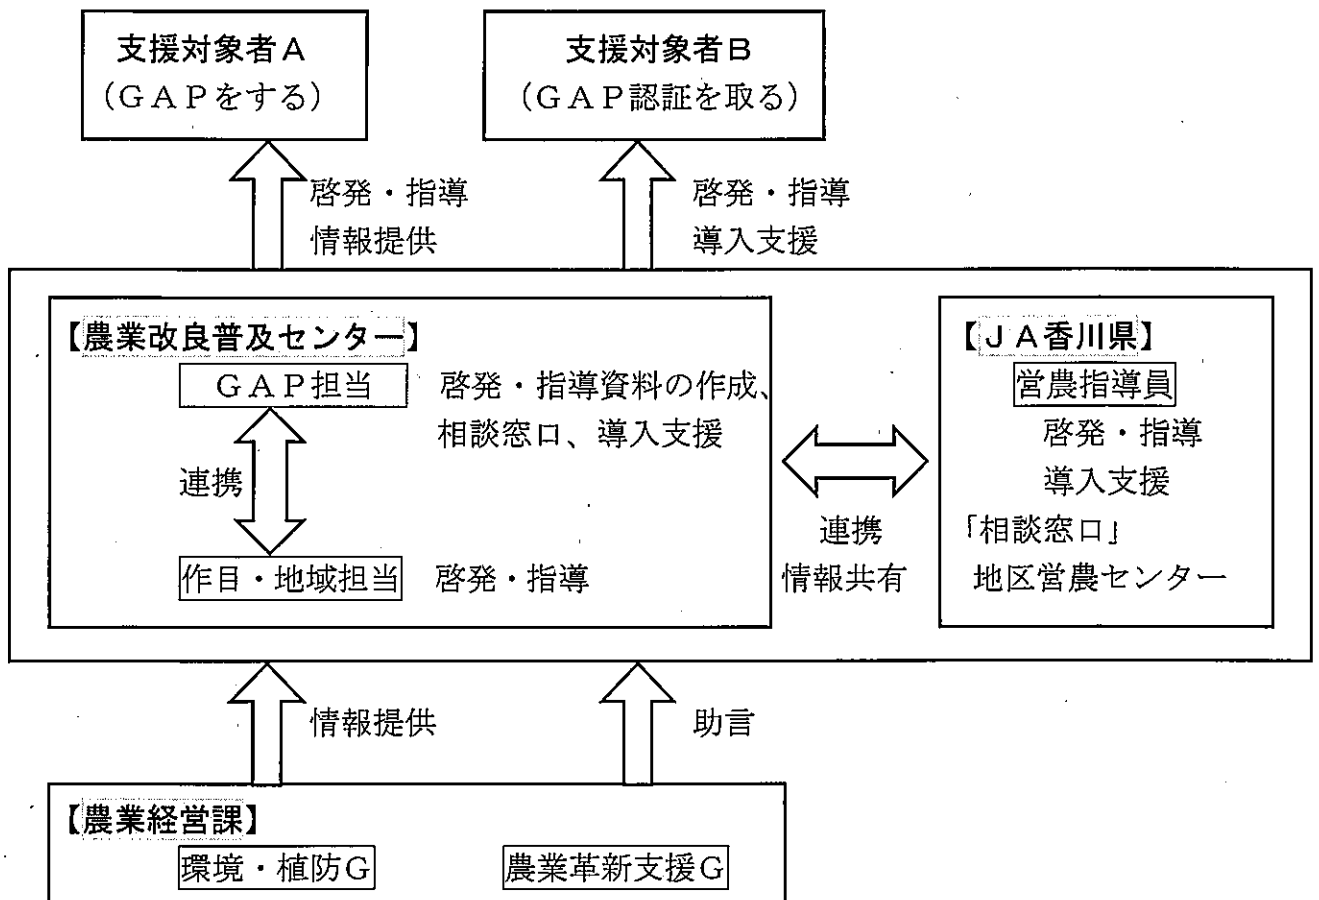 支援対象者A
(GAPをする)
支援対象者B
(GAP認証を取る)
啓発・指導
情報提供
啓発・指導
導入支援
【農業改良普及センター】
GAP担当
啓発・指導資料の作成、
相談窓口、導入支援
連携
作目・地域担当
啓発・指導
連携
情報共有
【JA香川県】
営農指導員
啓発・指導
導入支援
「相談窓口」
地区営農センター
情報提供
助言
【農業経営課】
環境・植防G
農業革新支援G